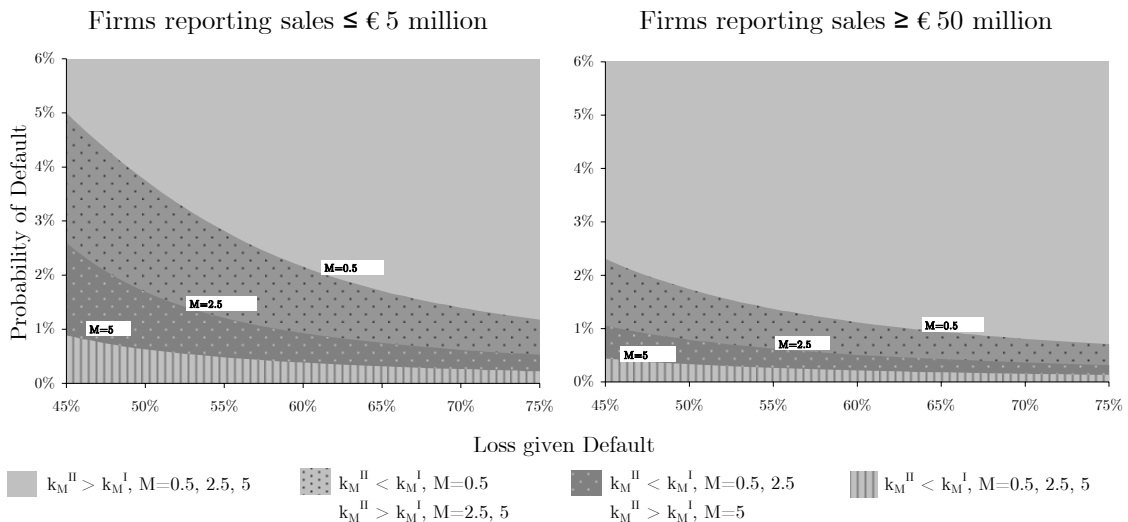 Firms reporting sales ≤ € 5 million
Firms reporting sales ≥ € 50 million
Probability of Default
6%
5%
4%
3%
2%
1%
0%
M=0.5
M=2.5
M=5
45%
50%
55%
60%
65%
70%
75%
6%
5%
4%
3%
2%
1%
0%
M=0.5
M=2.5
M=5
45%
50%
55%
60%
65%
70%
75%
Loss given Default
k_M^II > k_M^I, M=0.5, 2.5, 5
k_M^II < k_M^I, M=0.5
k_M^II > k_M^I, M=2.5, 5
k_M^II < k_M^I, M=0.5, 2.5
k_M^II > k_M^I, M=5
k_M^II < k_M^I, M=0.5, 2.5, 5